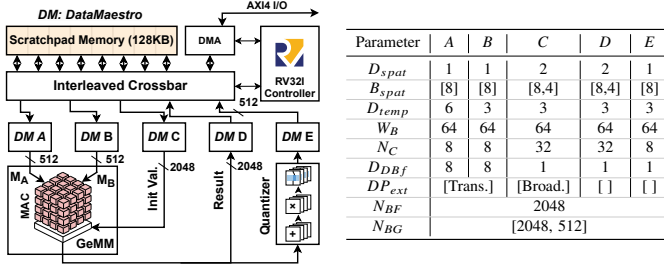 DM: DataMaestro
AXI4 I/O
Scratchpad Memory (128KB)
DMA
RV32I
Controller
Interleaved Crossbar
512
DM A
DM B
DM C
DM D
DM E
512
512
2048
2048
M_A
M_B
MAC
GeMM
Init Val.
Result
Quantizer
×
+
Parameter A B C D E
D_spat 1 1 2 2 1
B_spat [8] [8] [8,4] [8,4] [8]
D_temp 6 3 3 3 3
W_B 64 64 64 64 64
N_C 8 8 32 32 8
D_DBf 8 8 1 1 1
DP_ext [Trans.] [Broad.] [ ] [ ]
N_BF 2048
N_BG [2048, 512]